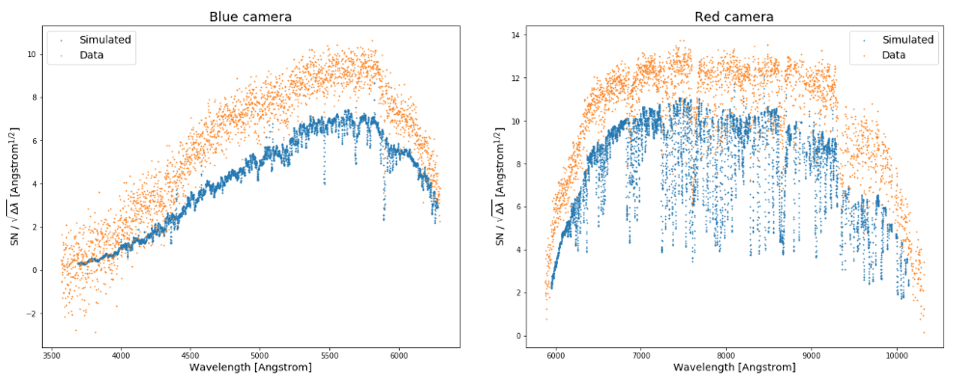 Blue camera
Simulated
Data
SN / √Δλ [Angstrom^1/2]
10
8
6
4
2
0
−2
3500 4000 4500 5000 5500 6000
Wavelength [Angstrom]
Red camera
Simulated
Data
SN / √Δλ [Angstrom^1/2]
14
12
10
8
6
4
2
0
6000 7000 8000 9000 10000
Wavelength [Angstrom]